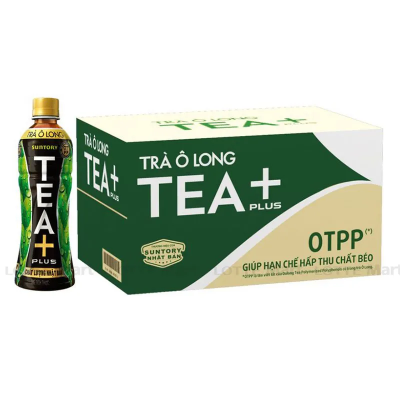 TRÀ Ô LONG
SUNTORY
TEA+
PLUS
TRÀ Ô LONG
TEA+
PLUS
SUNTORY
NHẬT BẢN
OTPP(*)
GIÚP HẠN CHẾ HẤP THU CHẤT BÉO